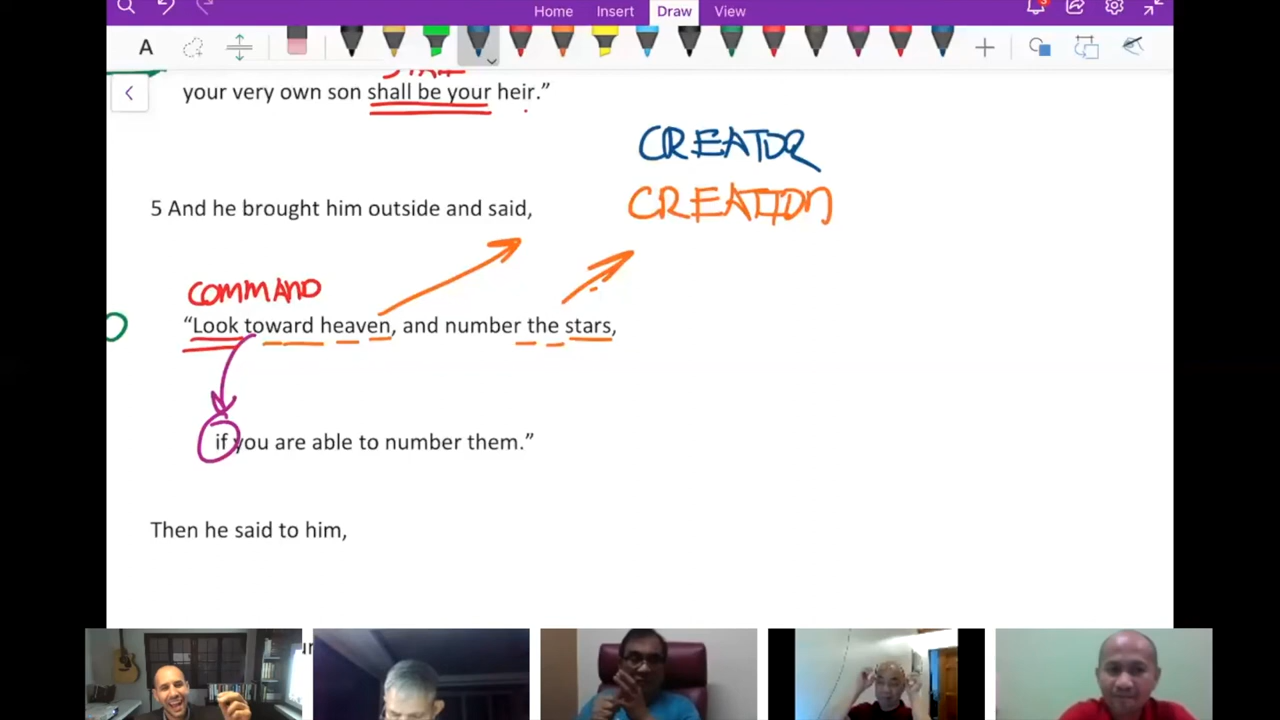 Home Insert Draw View
3
A
your very own son shall be your heir.”
CREATOR
CREATION
5 And he brought him outside and said,
COMMAND
“Look toward heaven, and number the stars,
if you are able to number them.”
Then he said to him,